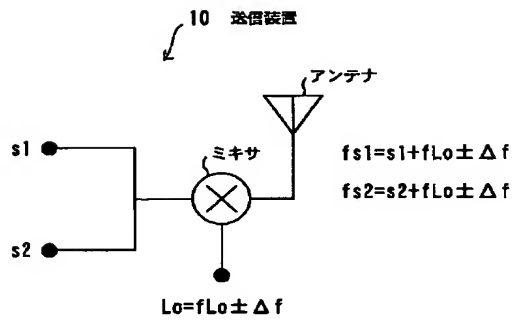 10 送信装置
アンテナ
s1
ミキサ
fs1=s1+fLo±Δf
fs2=s2+fLo±Δf
s2
Lo=fLo±Δf